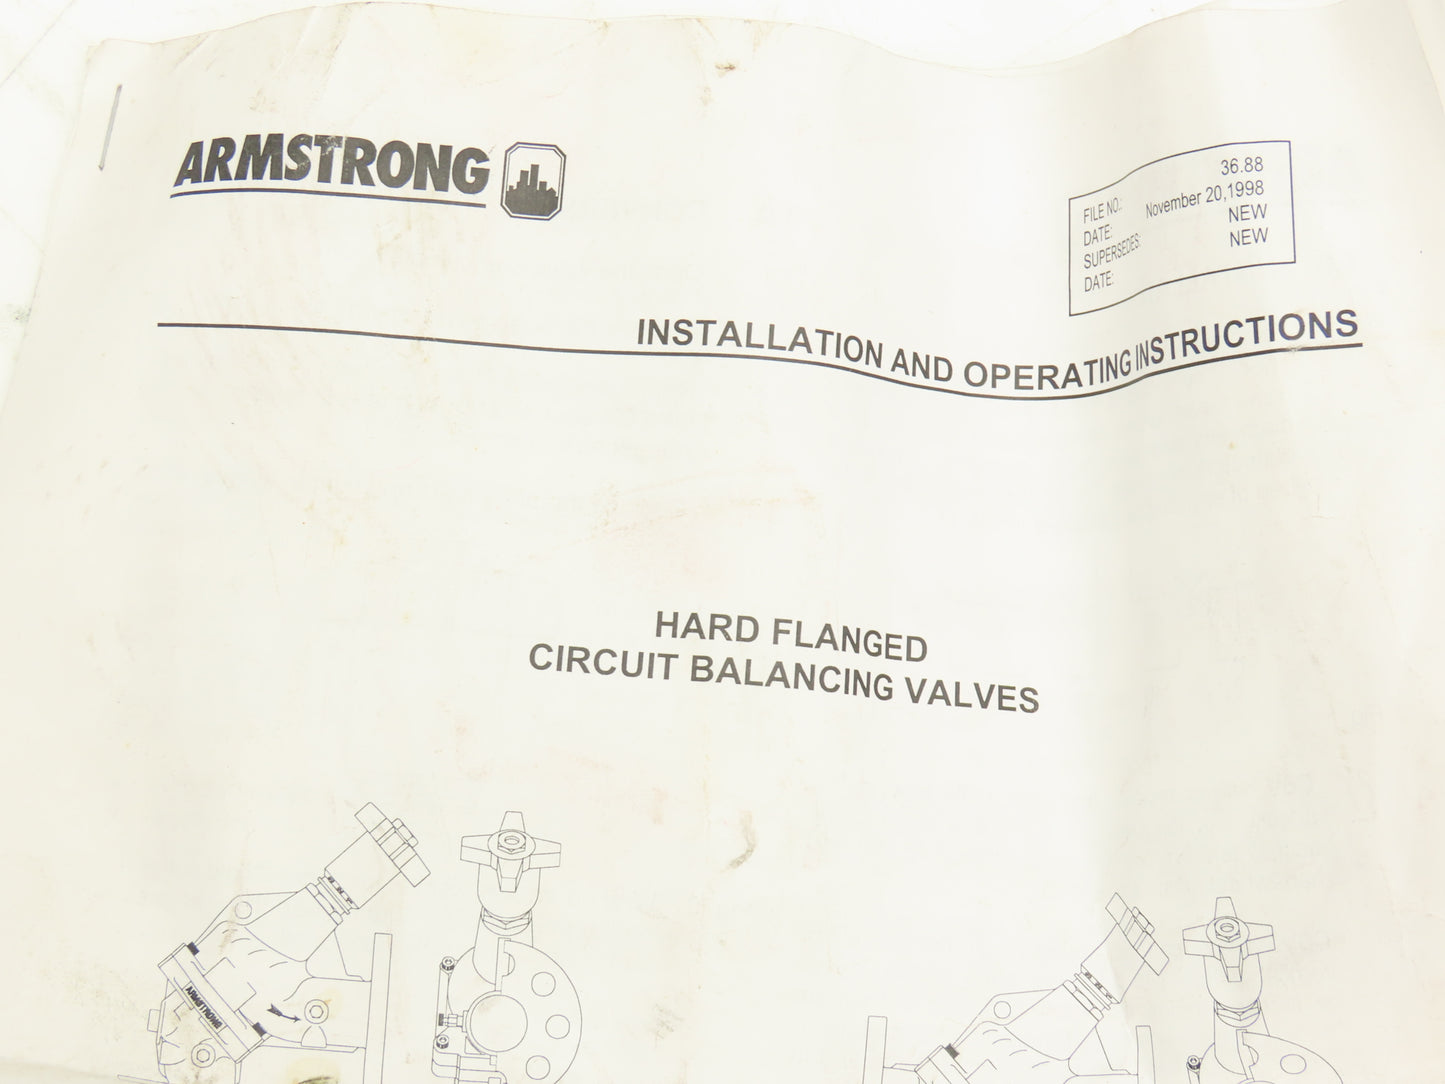 ARMSTRONG
FILE NO.: 36.88
DATE: November 20,1998
SUPERSEDES: NEW
DATE: NEW
INSTALLATION AND OPERATING INSTRUCTIONS
HARD FLANGED
CIRCUIT BALANCING VALVES
ARMSTRONG